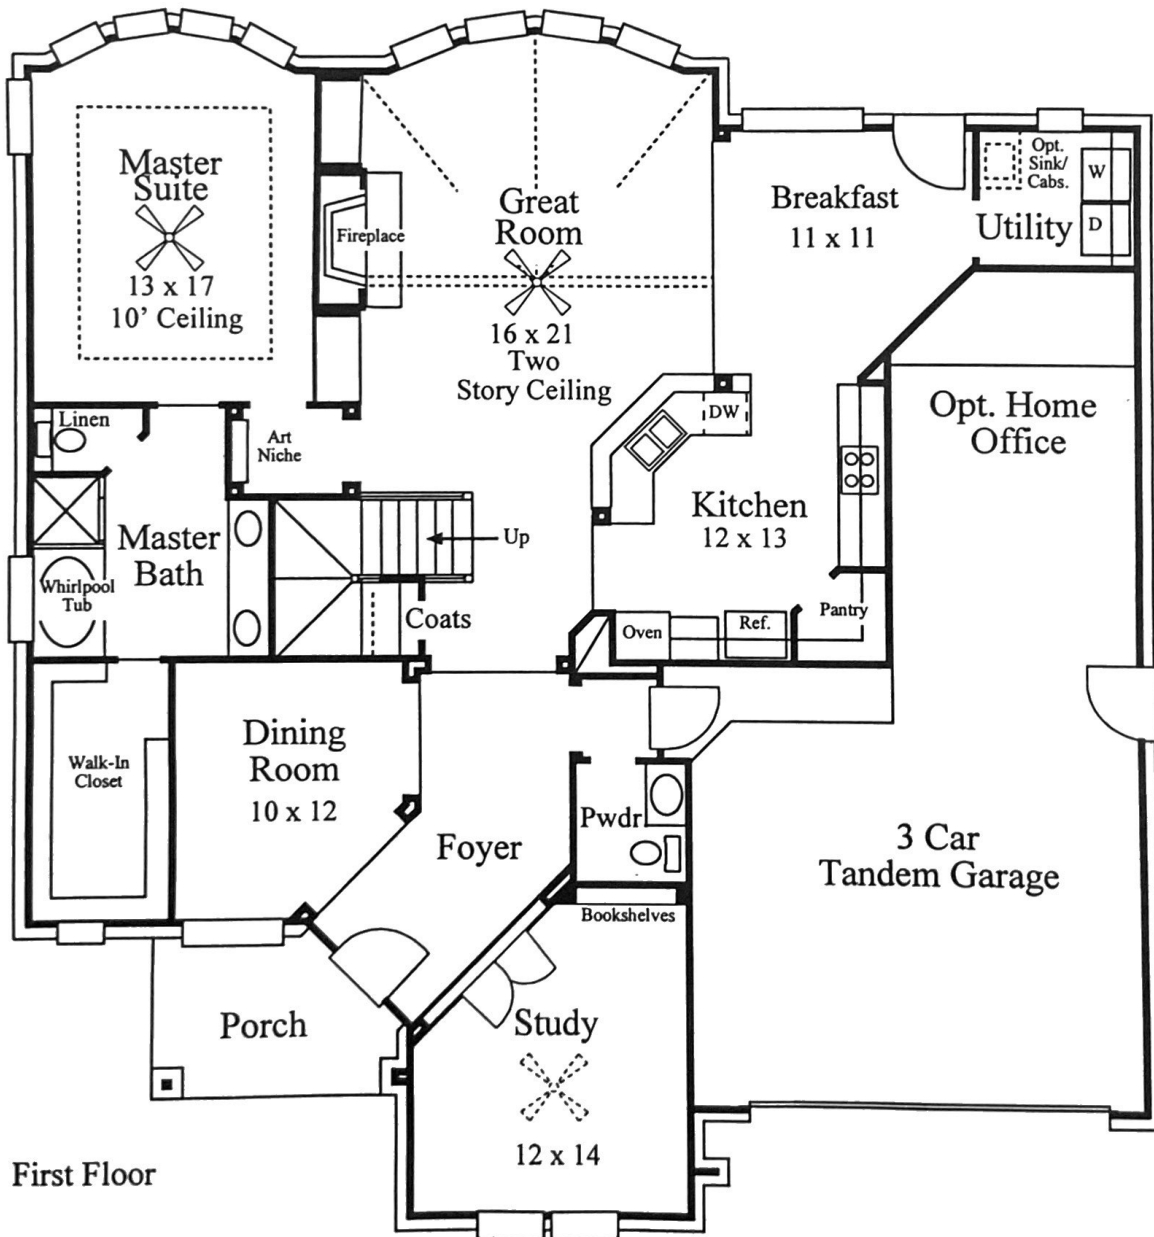 Master
Suite
13 x 17
10' Ceiling
Fireplace
Great
Room
16 x 21
Two
Story Ceiling
Breakfast
11 x 11
Opt.
Sink/
Cabs.
W
D
Utility
Opt. Home
Office
Linen
Art
Niche
DW
Kitchen
12 x 13
Up
Master
Bath
Whirlpool
Tub
Coats
Oven
Ref.
Pantry
Walk-In
Closet
Dining
Room
10 x 12
Foyer
Pwdr
3 Car
Tandem Garage
Bookshelves
Porch
Study
12 x 14
First Floor